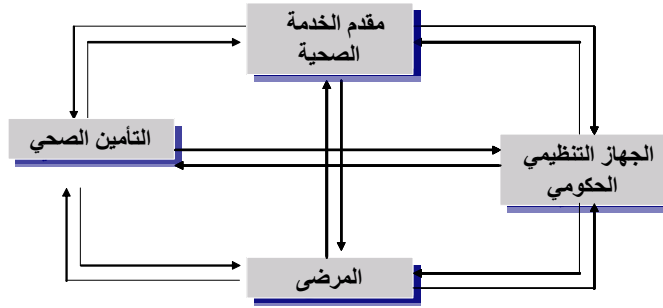 مقدم الخدمة
الصحية
التأمين الصحي
الجهاز التنظيمي
الحكومي
المرضى